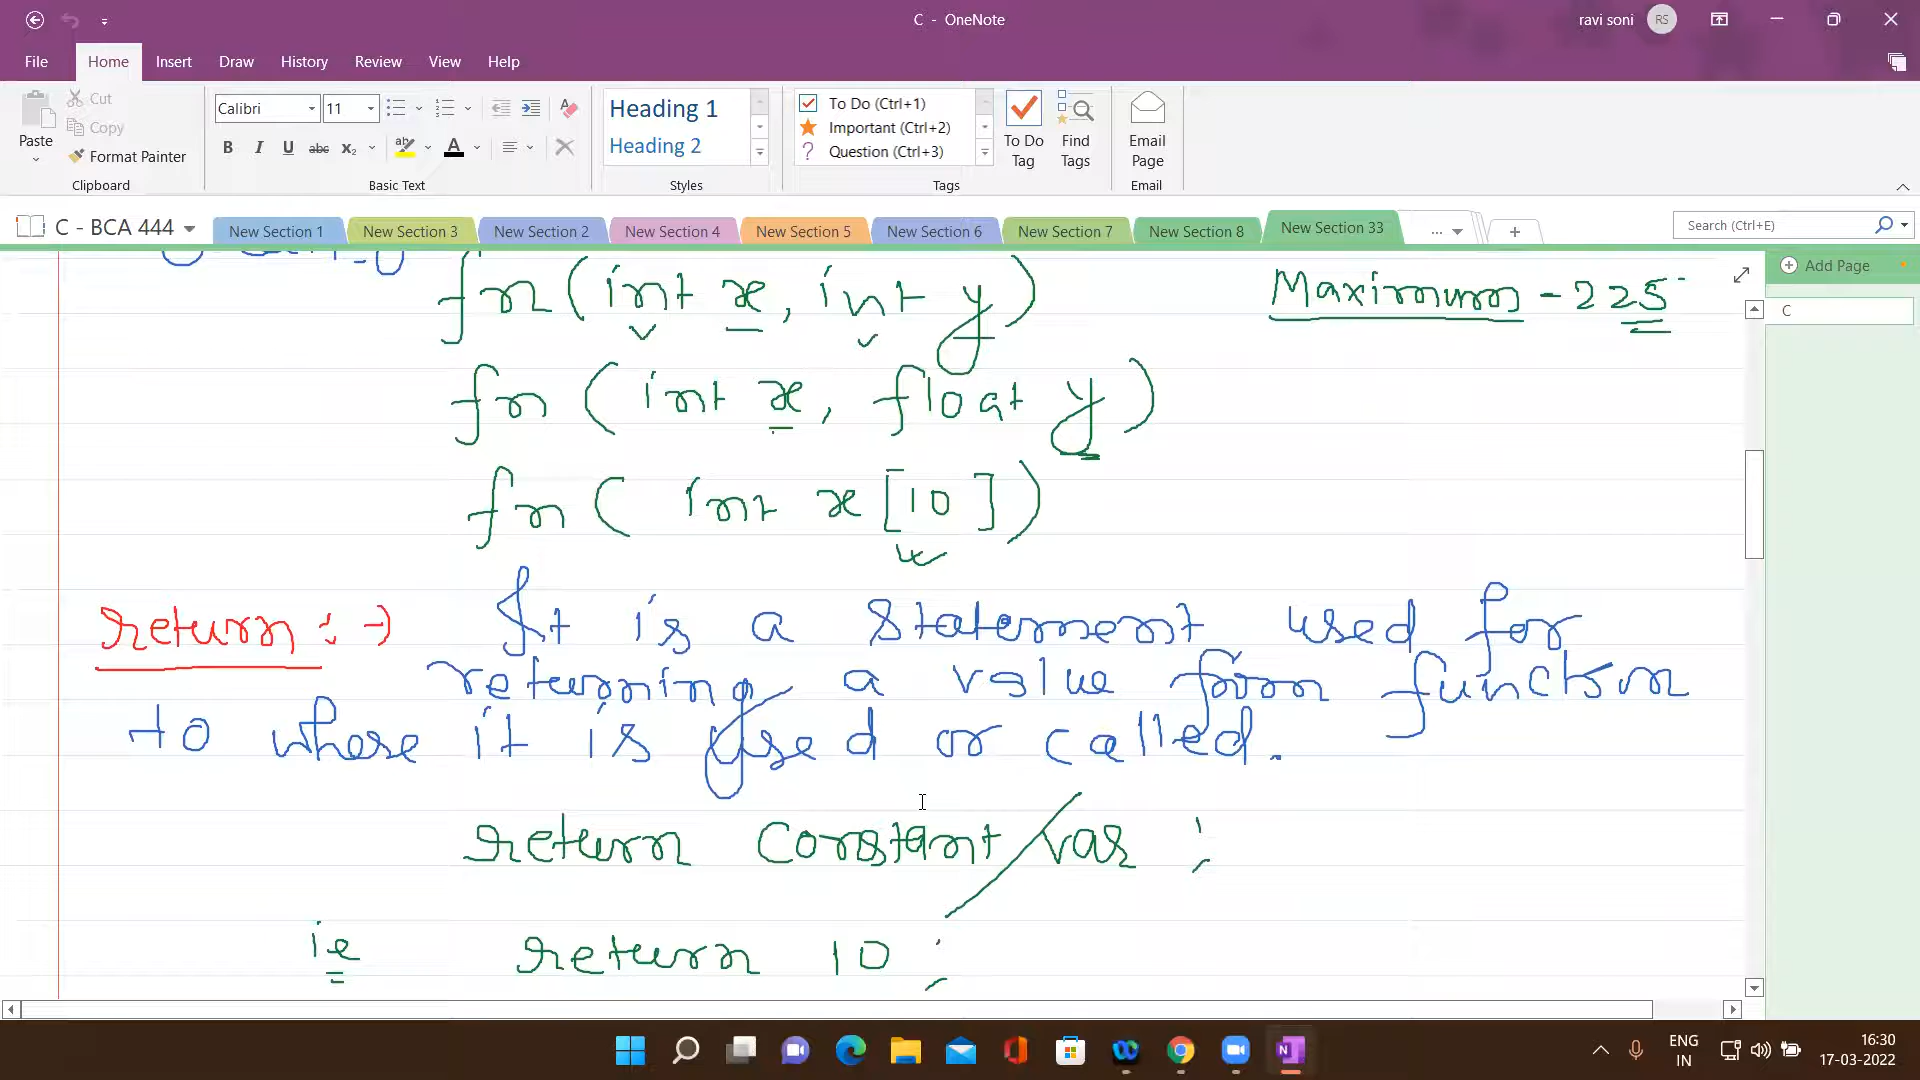 C - OneNote
ravi soni RS
File Home Insert Draw History Review View Help
Paste
Cut
Copy
Format Painter
Clipboard
Calibri 11
B I U abc X₂ A
Basic Text
Heading 1
Heading 2
Styles
To Do (Ctrl+1)
Important (Ctrl+2)
Question (Ctrl+3)
Tags
To Do Tag
Find Tags
Email Page
Email
C - BCA 444
New Section 1 New Section 3 New Section 2 New Section 4 New Section 5 New Section 6 New Section 7 New Section 8 New Section 33 ...
Search (Ctrl+E)
Add Page
C
fn (int x, int y) Maximum - 225
fn (int x, float y)
fn (int x [10])
return :-) It is a statement used for
returning a value from function
to where it is used or called.
return constant / var ;
ie return 10 ;
ENG
IN
16:30
17-03-2022